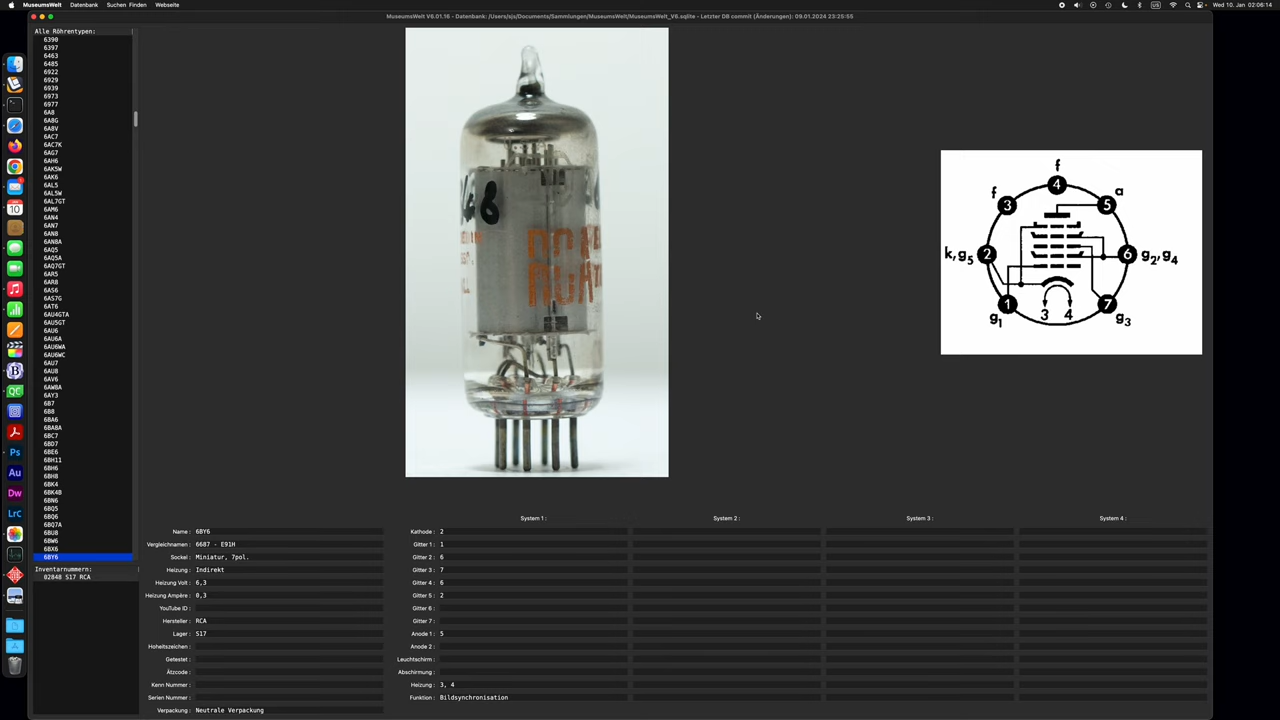 MuseumsWelt Datenbank Suchen Finden Webseite
Wed 10. Jan. 02:06:14
MuseumsWelt V6.01.16 - Datenbank: /Users/sjs/Documents/Sammlungen/MuseumsWelt/MuseumsWelt_V6.sqlite - Letzter DB commit (Änderungen): 09.01.2024 23:25:55
Alle Röhrentypen:
6390
6397
6463
6485
6922
6929
6939
6973
6977
6A8
6A8G
6A8V
6AC7
6AC7K
6AG7
6AH6
6AK5W
6AK6
6AL5
6AL5W
6AL7GT
6AM6
6AN4
6AN7
6AN8
6AN8A
6AQ5
6AQ5A
6AQ7GT
6AR5
6AR8
6AS6
6AS7G
6AT6
6AU4GTA
6AU5GT
6AU6
6AU6A
6AU6WA
6AU6WC
6AU7
6AU8
6AV6
6AW8A
6AY3
6B7
6B8
6BA6
6BA8A
6BC7
6BD7
6BE6
6BH11
6BH6
6BH8
6BK4
6BK4B
6BN6
6BQ5
6BQ6
6BQ7A
6BU8
6BW6
6BX6
6BY6
Inventarnummern:
02848 S17 RCA
RCA
RCA
f
4
f
3
a
5
k,g5
2
6
g2,g4
1
g1
3 4
7
g3
System 1 : System 2 : System 3 : System 4 :
Name : 6BY6
Vergleichnamen : 6687 - E91H
Sockel : Miniatur, 7pol.
Heizung : Indirekt
Heizung Volt : 6,3
Heizung Ampère : 0,3
YouTube ID :
Hersteller : RCA
Lager : S17
Hoheitszeichen :
Getestet :
Ätzcode :
Kenn Nummer :
Serien Nummer :
Verpackung : Neutrale Verpackung
Kathode : 2
Gitter 1 : 1
Gitter 2 : 6
Gitter 3 : 7
Gitter 4 : 6
Gitter 5 : 2
Gitter 6 :
Gitter 7 :
Anode 1 : 5
Anode 2 :
Leuchtschirm :
Abschirmung :
Heizung : 3, 4
Funktion : Bildsynchronisation